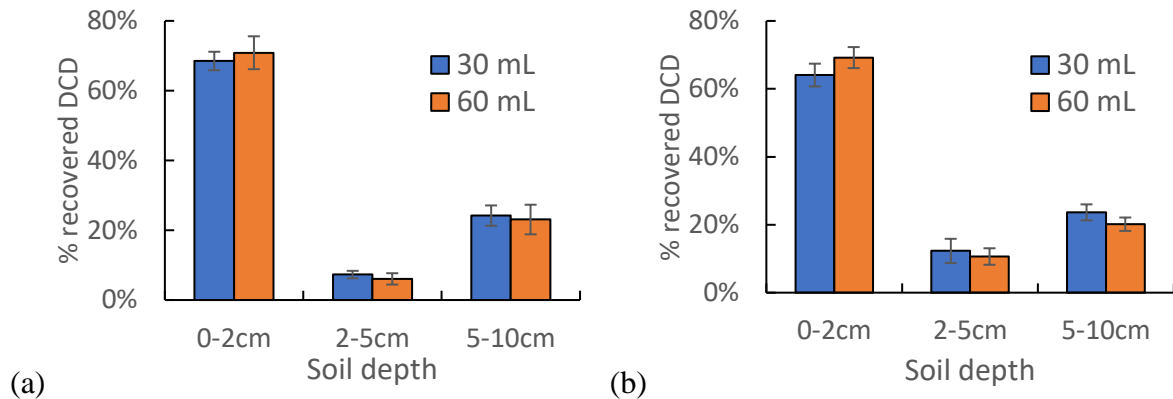 80%
60%
40%
20%
0%
% recovered DCD
30 mL
60 mL
0-2cm 2-5cm 5-10cm
Soil depth
(a)
80%
60%
40%
20%
0%
% recovered DCD
30 mL
60 mL
0-2cm 2-5cm 5-10cm
Soil depth
(b)